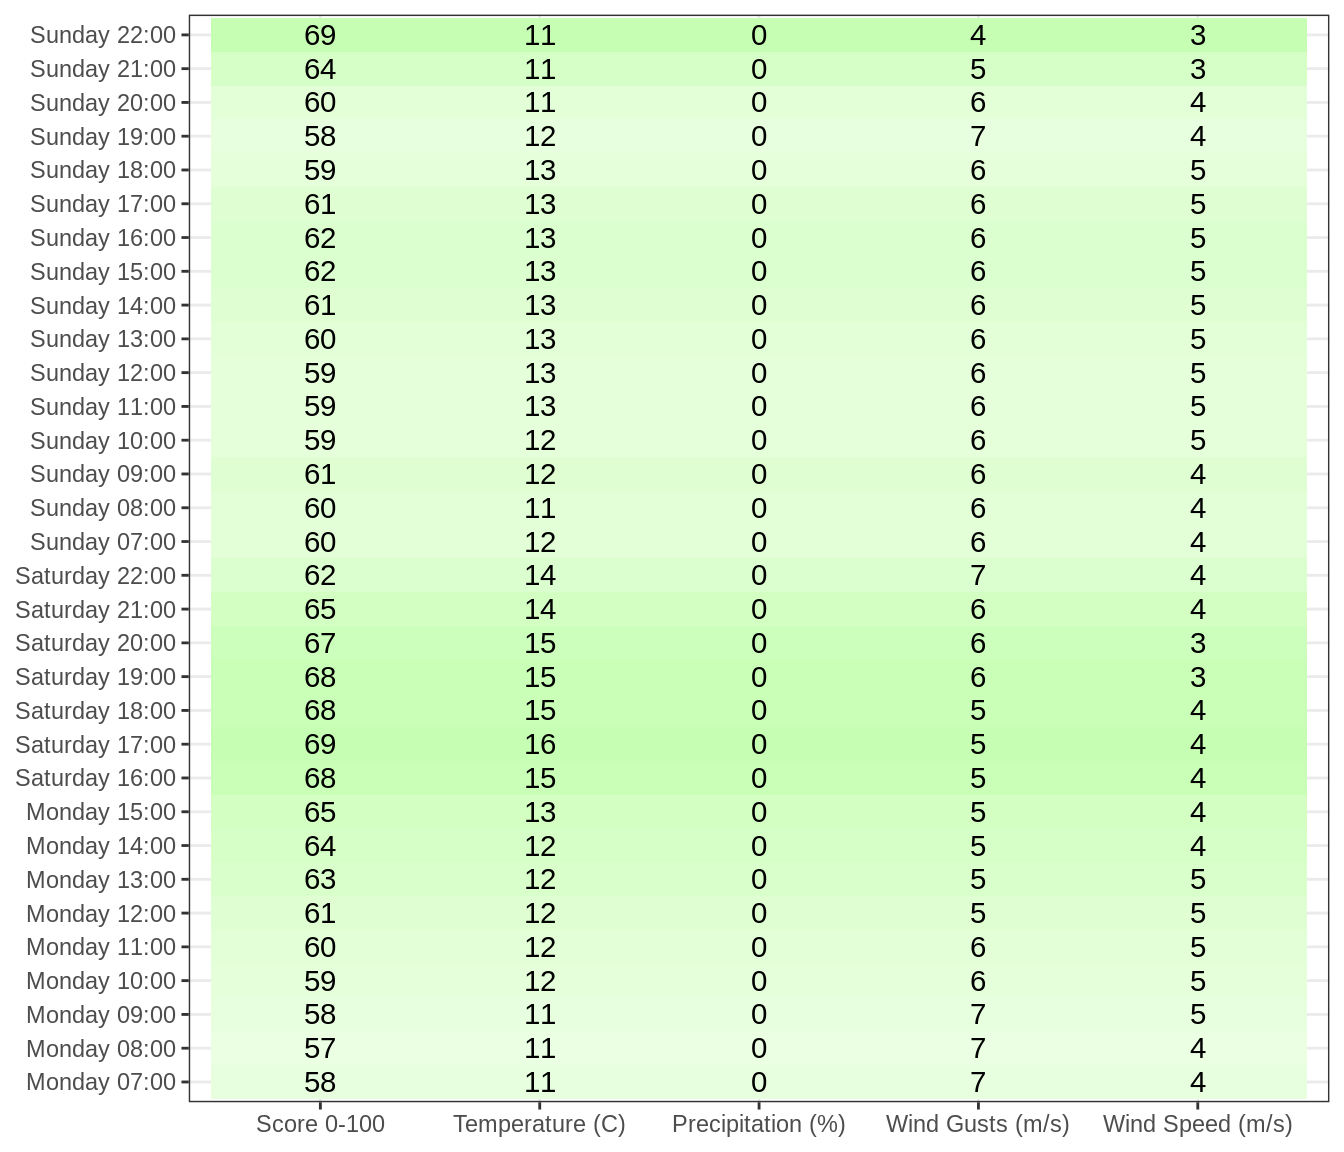 Sunday 22:00 69 11 0 4 3
Sunday 21:00 64 11 0 5 3
Sunday 20:00 60 11 0 6 4
Sunday 19:00 58 12 0 7 4
Sunday 18:00 59 13 0 6 5
Sunday 17:00 61 13 0 6 5
Sunday 16:00 62 13 0 6 5
Sunday 15:00 62 13 0 6 5
Sunday 14:00 61 13 0 6 5
Sunday 13:00 60 13 0 6 5
Sunday 12:00 59 13 0 6 5
Sunday 11:00 59 13 0 6 5
Sunday 10:00 59 12 0 6 5
Sunday 09:00 61 12 0 6 4
Sunday 08:00 60 11 0 6 4
Sunday 07:00 60 12 0 6 4
Saturday 22:00 62 14 0 7 4
Saturday 21:00 65 14 0 6 4
Saturday 20:00 67 15 0 6 3
Saturday 19:00 68 15 0 6 3
Saturday 18:00 68 15 0 5 4
Saturday 17:00 69 16 0 5 4
Saturday 16:00 68 15 0 5 4
Monday 15:00 65 13 0 5 4
Monday 14:00 64 12 0 5 4
Monday 13:00 63 12 0 5 5
Monday 12:00 61 12 0 5 5
Monday 11:00 60 12 0 6 5
Monday 10:00 59 12 0 6 5
Monday 09:00 58 11 0 7 5
Monday 08:00 57 11 0 7 4
Monday 07:00 58 11 0 7 4
Score 0-100 Temperature (C) Precipitation (%) Wind Gusts (m/s) Wind Speed (m/s)